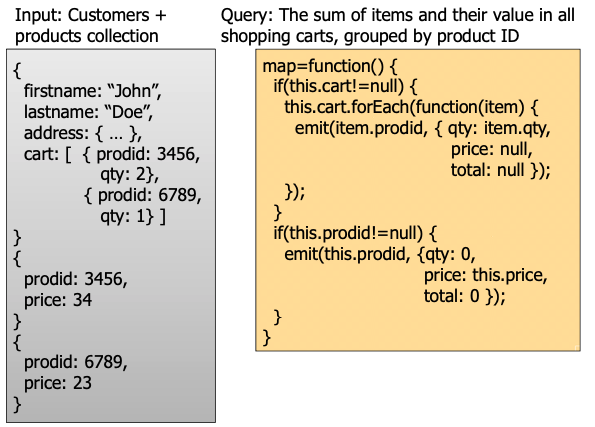 Input: Customers +
products collection
{
firstname: “John”,
lastname: “Doe”,
address: { ... },
cart: [ { prodid: 3456,
qty: 2},
{ prodid: 6789,
qty: 1} ]
}
{
prodid: 3456,
price: 34
}
{
prodid: 6789,
price: 23
}
Query: The sum of items and their value in all
shopping carts, grouped by product ID
map=function() {
if(this.cart!=null) {
this.cart.forEach(function(item) {
emit(item.prodid, { qty: item.qty,
price: null,
total: null });
});
}
if(this.prodid!=null) {
emit(this.prodid, {qty: 0,
price: this.price,
total: 0 });
}
}